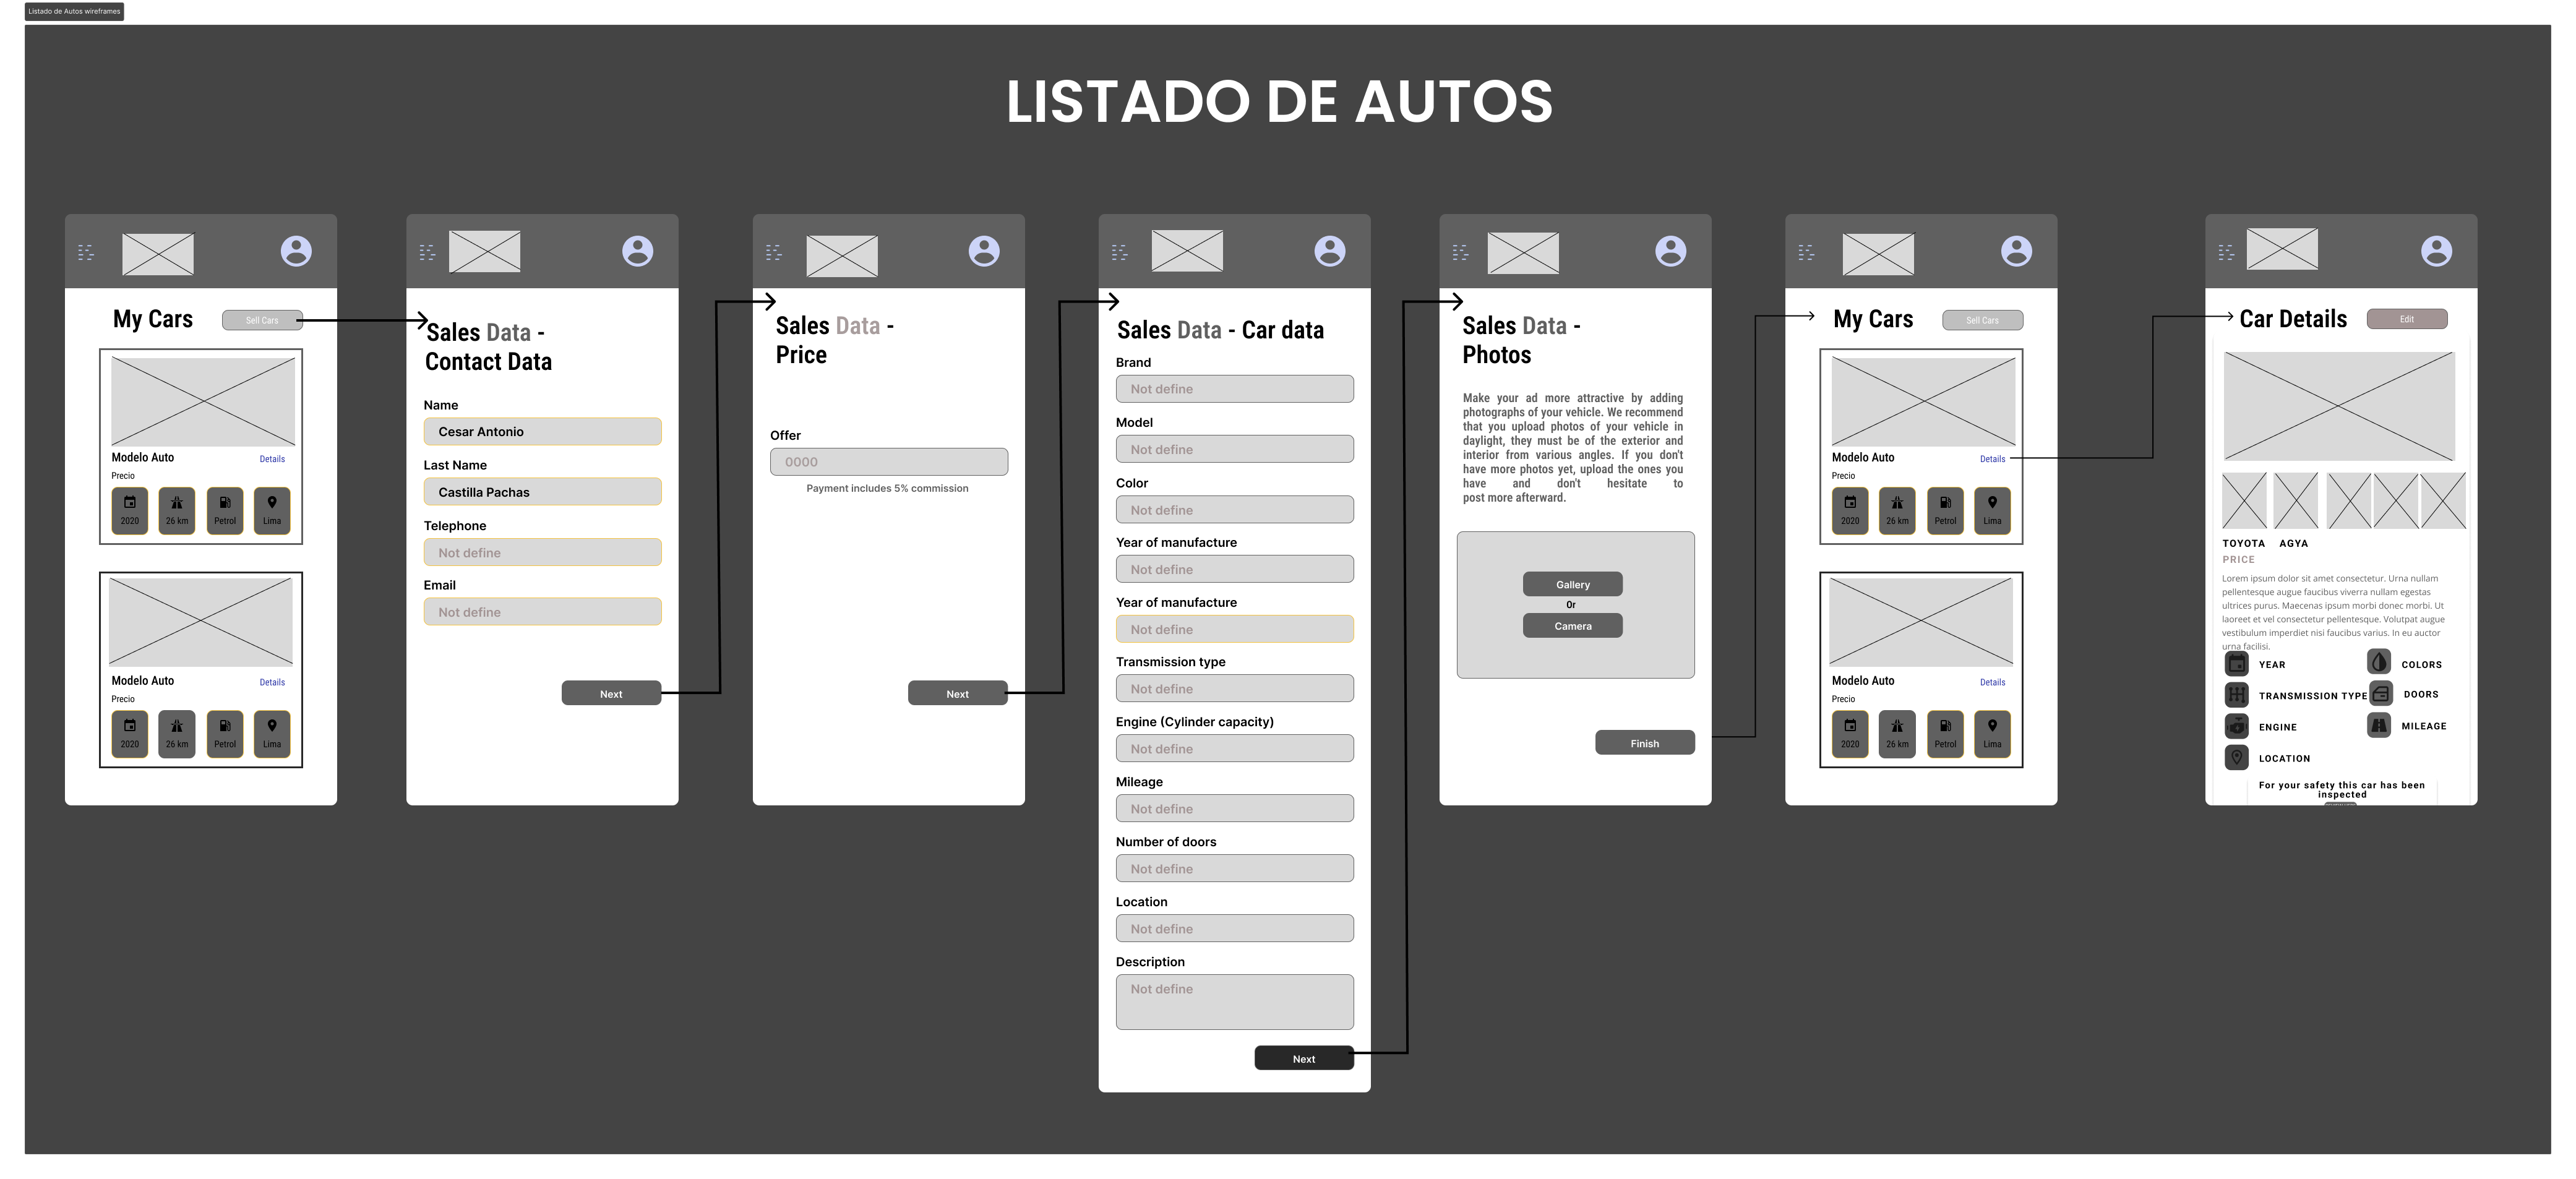 Listado de Autos wireframes
LISTADO DE AUTOS
My Cars
Sell Cars
Modelo Auto
Details
Precio
2020
26 km
Petrol
Lima
Modelo Auto
Details
Precio
2020
26 km
Petrol
Lima
Sales Data -
Contact Data
Name
Cesar Antonio
Last Name
Castilla Pachas
Telephone
Not define
Email
Not define
Next
Sales Data -
Price
Offer
0000
Payment includes 5% commission
Next
Sales Data - Car data
Brand
Not define
Model
Not define
Color
Not define
Year of manufacture
Not define
Year of manufacture
Not define
Transmission type
Not define
Engine (Cylinder capacity)
Not define
Mileage
Not define
Number of doors
Not define
Location
Not define
Description
Not define
Next
Sales Data -
Photos
Make your ad more attractive by adding
photographs of your vehicle. We recommend
that you upload photos of your vehicle in
daylight, they must be of the exterior and
interior from various angles. If you don't
have more photos yet, upload the ones you
have and don't hesitate to
post more afterward.
Gallery
Or
Camera
Finish
My Cars
Sell Cars
Modelo Auto
Details
Precio
2020
26 km
Petrol
Lima
Modelo Auto
Details
Precio
2020
26 km
Petrol
Lima
Car Details
Edit
TOYOTA AGYA
PRICE
Lorem ipsum dolor sit amet consectetur. Urna nullam
pellentesque augue faucibus viverra nullam egestas
ultrices purus. Maecenas ipsum morbi donec morbi. Ut
laoreet et vel consectetur pellentesque. Volutpat augue
vestibulum imperdiet nisi faucibus varius. In eu auctor
urna facilisi.
YEAR
COLORS
TRANSMISSION TYPE
DOORS
ENGINE
MILEAGE
LOCATION
For your safety this car has been
inspected